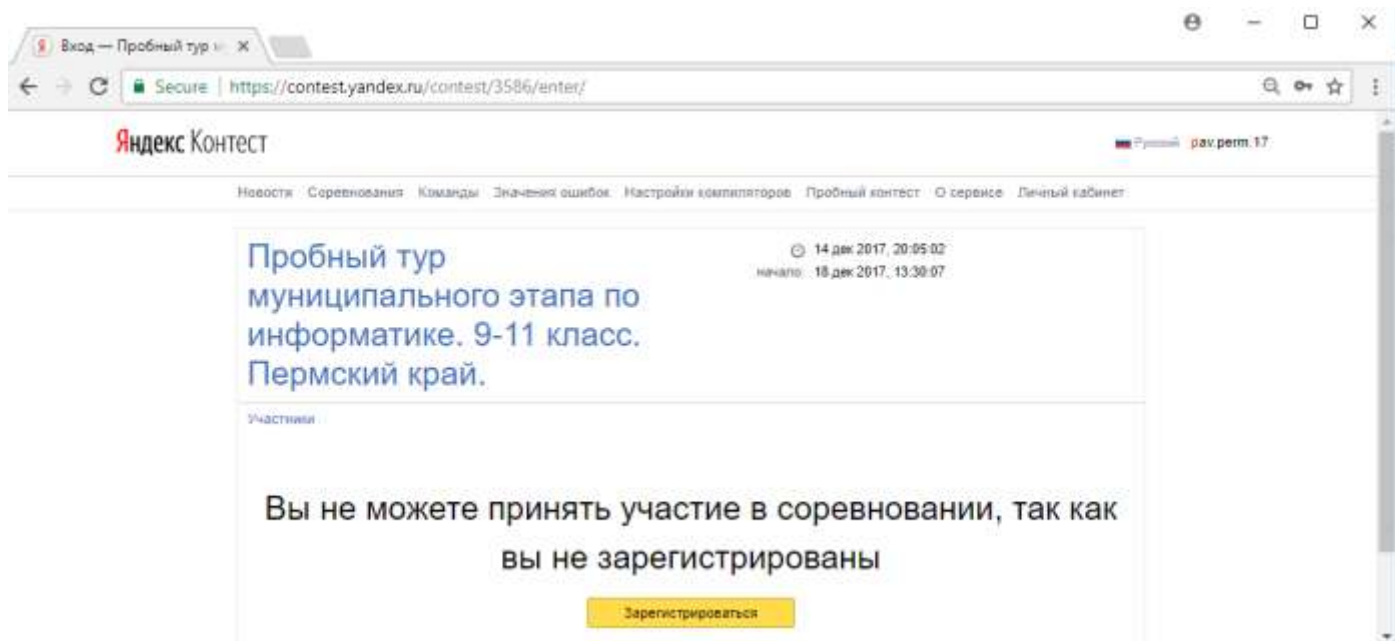 Вход — Пробный тур
Secure https://contest.yandex.ru/contest/3586/enter/
Яндекс Контест
Русский pav.perm.17
Новости Соревнования Команды Значения ошибок Настройки компиляторов Пробный контест О сервисе Личный кабинет
Пробный тур
муниципального этапа по
информатике. 9-11 класс.
Пермский край.
14 дек 2017, 20:05:02
начало: 18 дек 2017, 13:30:07
Участники
Вы не можете принять участие в соревновании, так как
вы не зарегистрированы
Зарегистрироваться